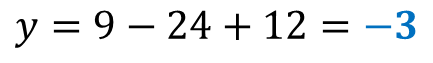 y = 9 − 24 + 12 = −3